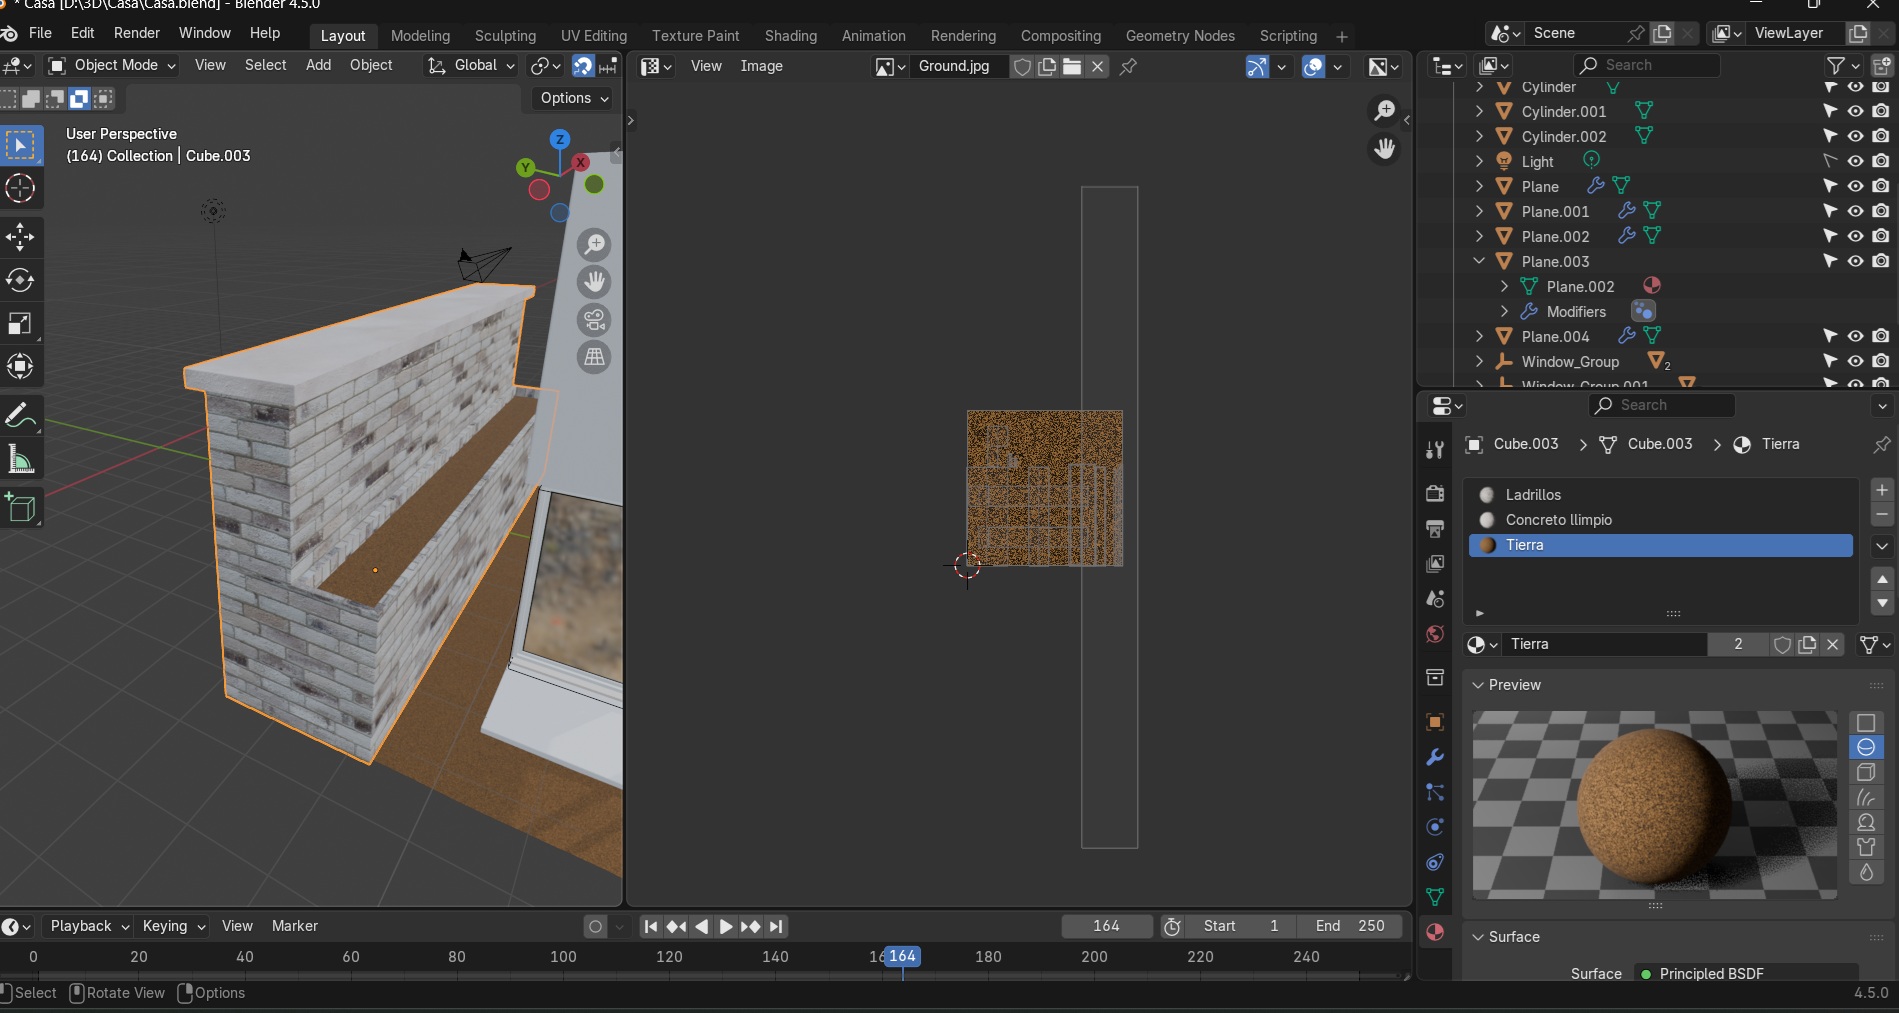 * Casa [D:\3D\Casa\Casa.blend] - Blender 4.5.0
File Edit Render Window Help
Layout Modeling Sculpting UV Editing Texture Paint Shading Animation Rendering Compositing Geometry Nodes Scripting +
Scene
ViewLayer
Object Mode View Select Add Object Global
View Image Ground.jpg
Search
Options
User Perspective
(164) Collection | Cube.003
Z
Y
X
Cylinder
Cylinder.001
Cylinder.002
Light
Plane
Plane.001
Plane.002
Plane.003
Plane.002
Modifiers
Plane.004
Window_Group 2
Window_Group.001
Search
Cube.003 > Cube.003 > Tierra
Ladrillos
Concreto llimpio
Tierra
Tierra 2
Preview
Surface
Surface Principled BSDF
Playback Keying View Marker
164 Start 1 End 250
0 20 40 60 80 100 120 140 16 164 180 200 220 240
Select Rotate View Options
4.5.0